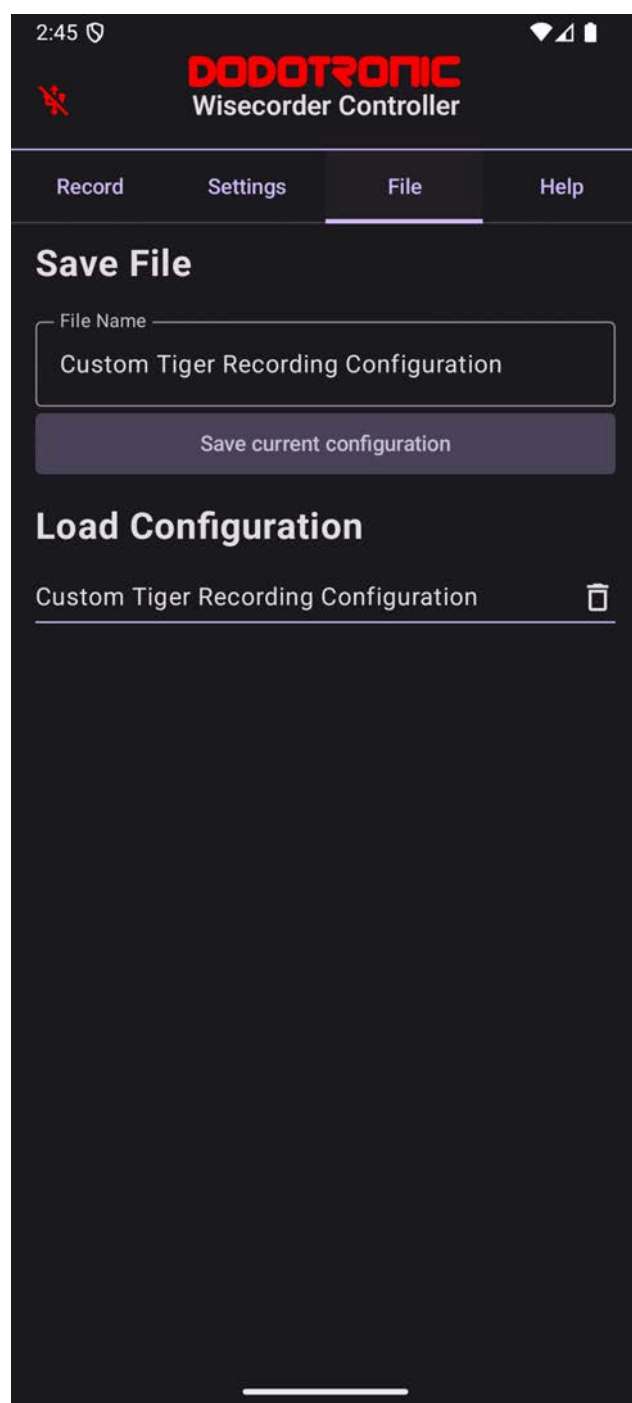 2:45
DODOTRONIC
Wisecorder Controller
Record Settings File Help
Save File
File Name
Custom Tiger Recording Configuration
Save current configuration
Load Configuration
Custom Tiger Recording Configuration